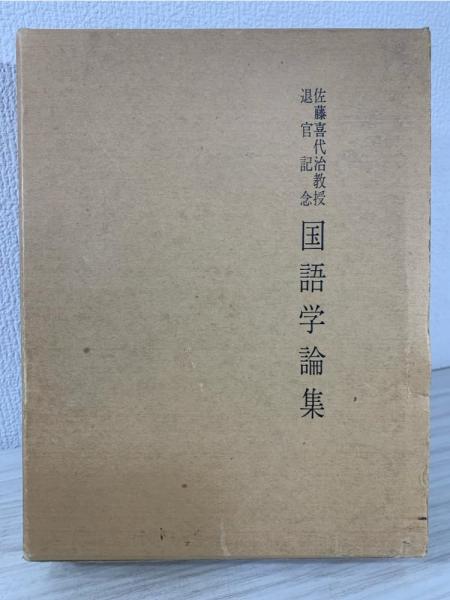 佐藤喜代治教授
退官記念
国語学論集